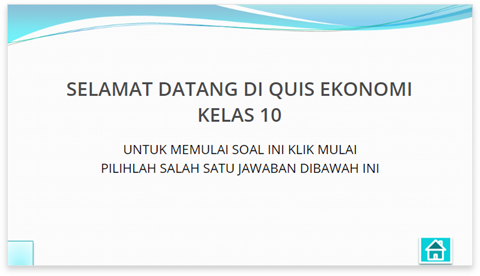 SELAMAT DATANG DI QUIS EKONOMI
KELAS 10
UNTUK MEMULAI SOAL INI KLIK MULAI
PILIHLAH SALAH SATU JAWABAN DIBAWAH INI